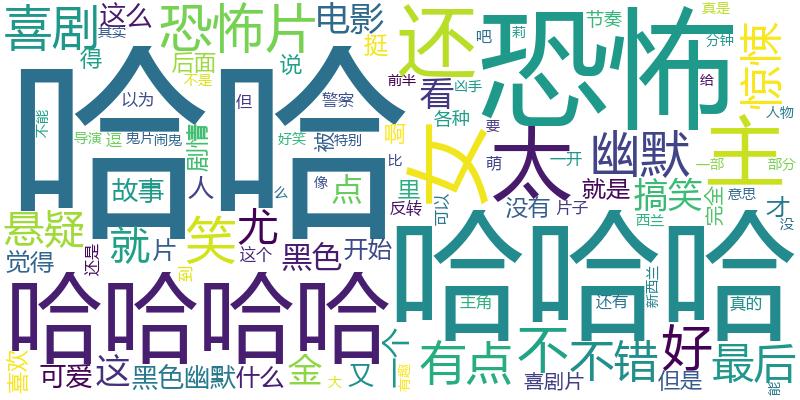 喜剧
这么
其实
恐怖片
电影
还
恐怖
节奏
真是
吧
莉
分钟
惊悚
得
后面
说
挺
前半
看
凶手
给
哈哈
不是
以为
但
警察
各种
要
人物
不能
导演
逗
鬼片
闹鬼
剧情
好笑
被
特别
导
女
太
幽默
主
比
萌
一开
一部
部分
故事
人
么
像
点
里
反转
可以
就是
没有
片子
搞笑
西兰
完全
意思
才
没
悬疑
觉得
还是
就
片
笑
尤
这个
黑色
开始
到
哈哈哈
主角
还有
新西兰
真的
哈哈哈哈
个
喜欢
可爱
这
黑色幽默
什么
金
大
又
有趣
有点
不
喜剧片
不错
好
但是
最后
能